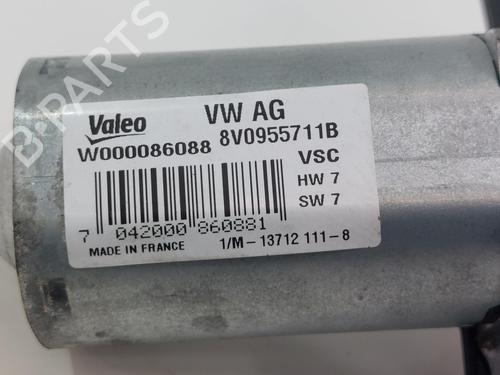 Valeo VW AG
W000086088 8V0955711B
VSC
HW 7
SW 7
7 042000 860881
MADE IN FRANCE 1/M - 13712 111 - 8
B-PARTS